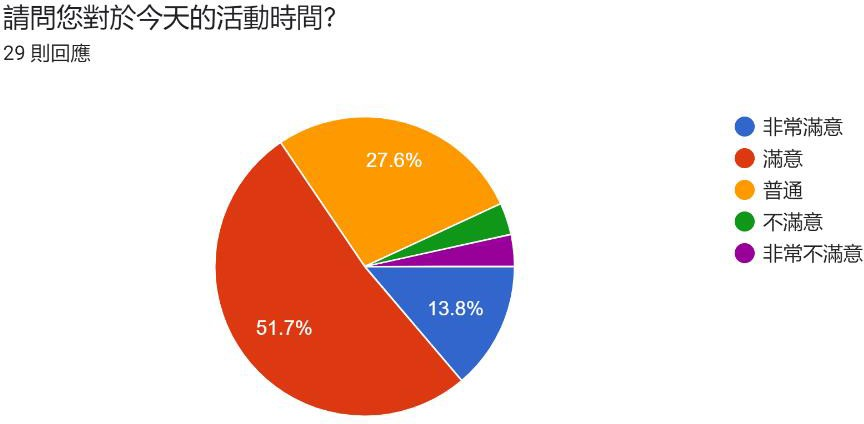 請問您對於今天的活動時間?
29 則回應
非常滿意
滿意
普通
不滿意
非常不滿意
27.6%
13.8%
51.7%